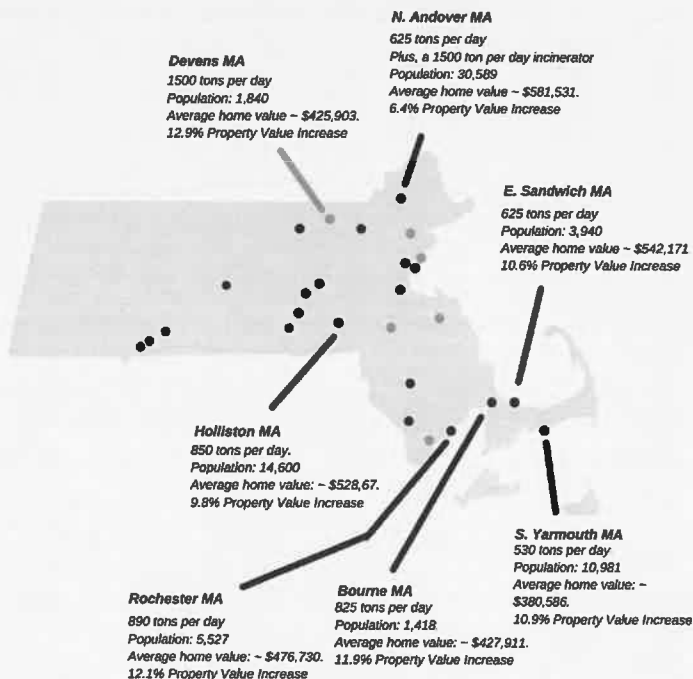 N. Andover MA
625 tons per day
Plus, a 1500 ton per day incinerator
Population: 30,589
Average home value ~ $581,531.
6.4% Property Value Increase
Devens MA
1500 tons per day
Population: 1,840
Average home value ~ $425,903.
12.9% Property Value Increase
E. Sandwich MA
625 tons per day
Population: 3,940
Average home value ~ $542,171
10.6% Property Value Increase
Holliston MA
850 tons per day.
Population: 14,600
Average home value: ~ $528,67.
9.8% Property Value Increase
S. Yarmouth MA
530 tons per day
Population: 10,981
Average home value: ~
$380,586.
10.9% Property Value Increase
Rochester MA
890 tons per day
Population: 5,527
Average home value: ~ $476,730.
12.1% Property Value Increase
Bourne MA
825 tons per day
Population: 1,418.
Average home value: ~ $427,911.
11.9% Property Value Increase